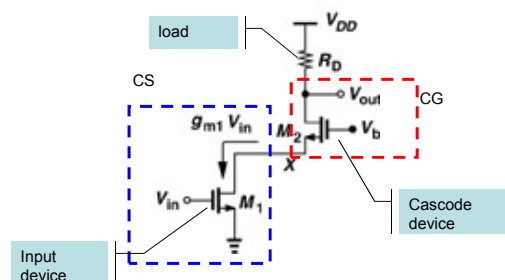 load
V_DD
R_D
CS
V_out
CG
g_m1 V_in
M_2
V_b
X
V_in
M_1
Cascode
device
Input
device